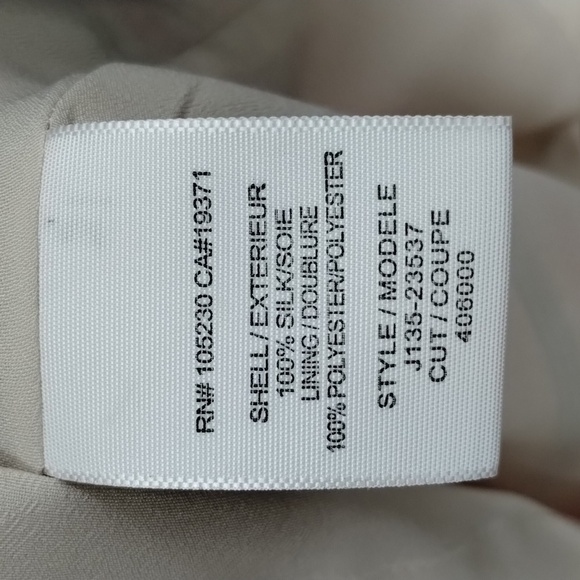 RN# 105230 CA#19371
SHELL / EXTERIEUR
100% SILK/SOIE
LINING / DOUBLURE
100% POLYESTER/POLYESTER
STYLE / MODELE
J135-23537
CUT / COUPE
406000